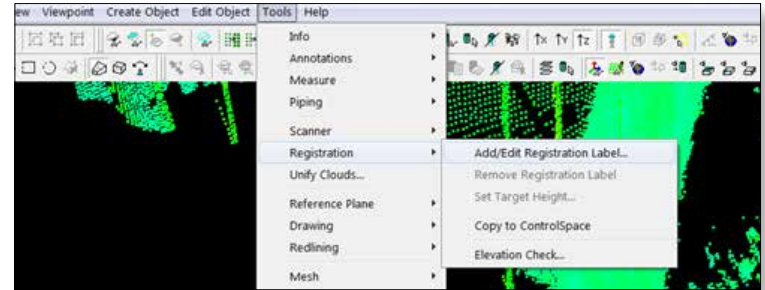 ew Viewpoint Create Object Edit Object Tools Help
Info
Annotations
Measure
Piping
Scanner
Registration
Unify Clouds...
Reference Plane
Drawing
Redlining
Mesh
Add/Edit Registration Label...
Remove Registration Label
Set Target Height...
Copy to ControlSpace
Elevation Check...